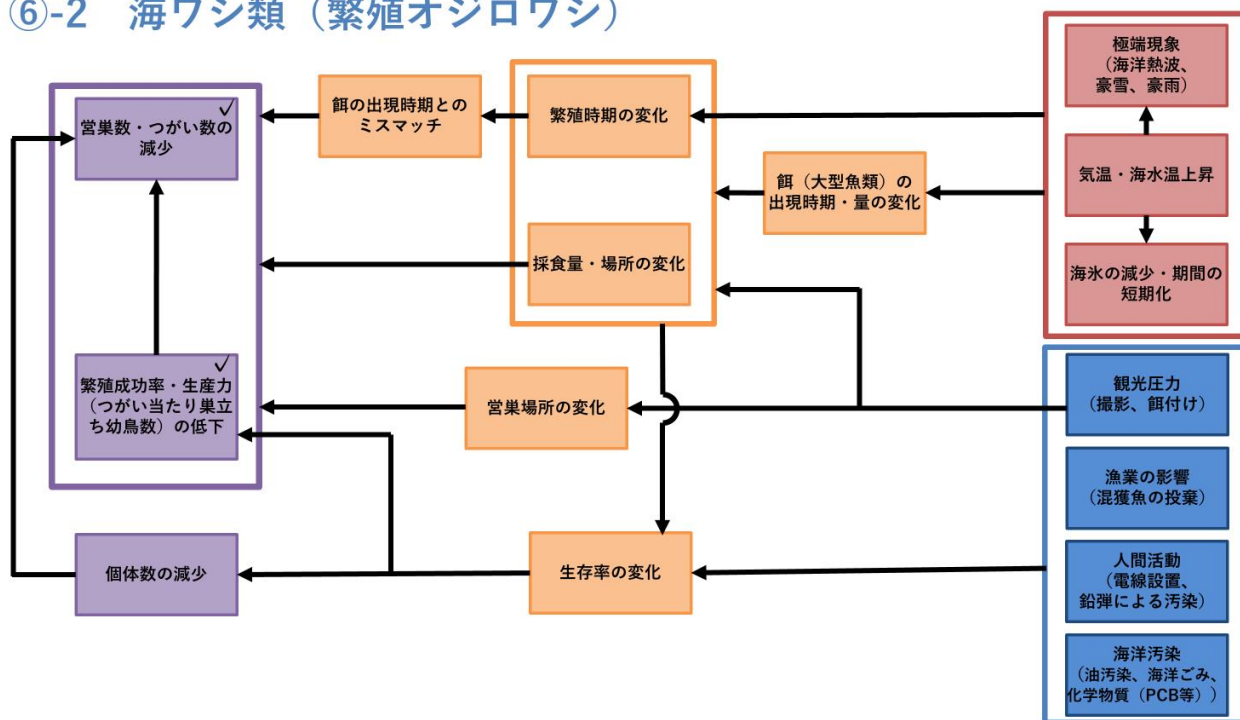 ⑥-2 海ワシ類（繁殖オジロワシ）
営巣数・つがい数の
減少
繁殖成功率・生産力
（つがい当たり巣立
ち幼鳥数）の低下
個体数の減少
餌の出現時期との
ミスマッチ
繁殖時期の変化
採食量・場所の変化
餌（大型魚類）の
出現時期・量の変化
営巣場所の変化
生存率の変化
極端現象
（海洋熱波、
豪雪、豪雨）
気温・海水温上昇
海氷の減少・期間の
短期化
観光圧力
（撮影、餌付け）
漁業の影響
（混獲魚の投棄）
人間活動
（電線設置、
鉛弾による汚染）
海洋汚染
（油汚染、海洋ごみ、
化学物質（PCB等））